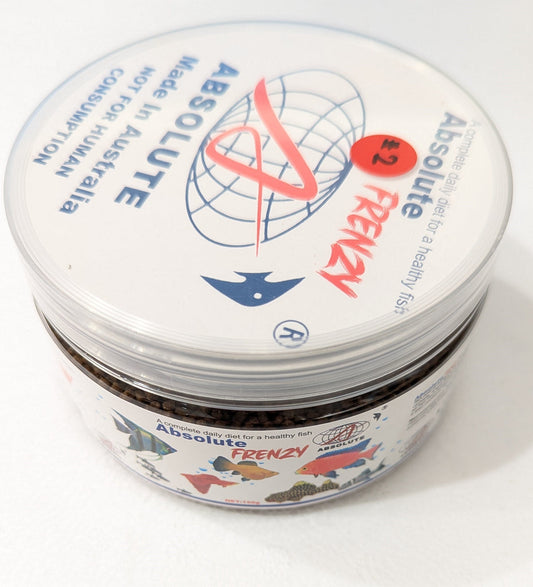 ABSOLUTE
Made in Australia
NOT FOR HUMAN
CONSUMPTION
#2
A complete daily diet for a healthy fish
Absolute
FRENZY
®
A complete daily diet for a healthy fish
Absolute
FRENZY
ABSOLUTE